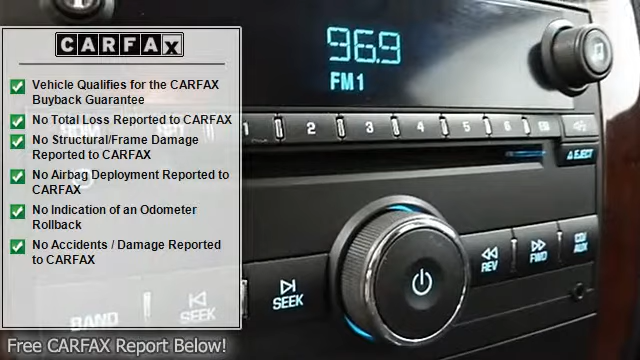 CARFAX
Vehicle Qualifies for the CARFAX
Buyback Guarantee
No Total Loss Reported to CARFAX
No Structural/Frame Damage
Reported to CARFAX
No Airbag Deployment Reported to
CARFAX
No Indication of an Odometer
Rollback
No Accidents / Damage Reported
to CARFAX
Free CARFAX Report Below!
96.9
FM1
1 2 3 4 5 6
EJECT
SEEK
REV
FWD
CD/
AUX
BAND
SEEK